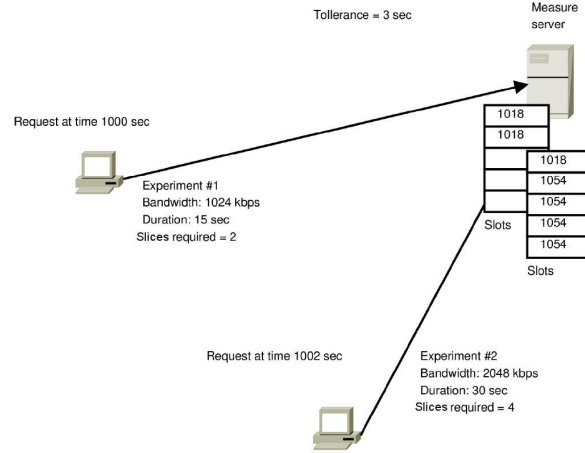 Tollerance = 3 sec
Measure
server
Request at time 1000 sec
1018
1018
Experiment #1
Bandwidth: 1024 kbps
Duration: 15 sec
Slices required = 2
1018
1054
1054
1054
1054
Slots
Slots
Request at time 1002 sec
Experiment #2
Bandwidth: 2048 kbps
Duration: 30 sec
Slices required = 4